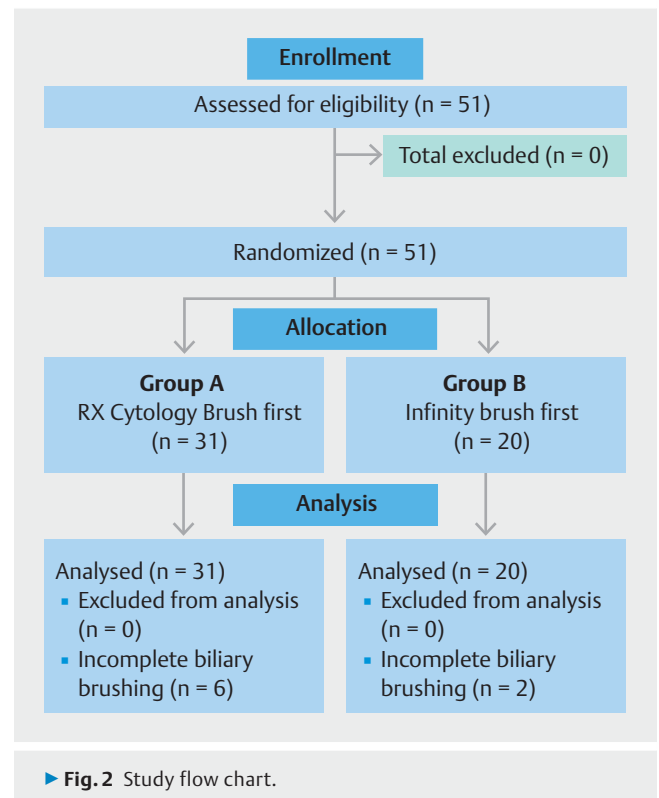 Enrollment
Assessed for eligibility (n = 51)
Total excluded (n = 0)
Randomized (n = 51)
Allocation
Group A
RX Cytology Brush first
(n = 31)
Group B
Infinity brush first
(n = 20)
Analysis
Analysed (n = 31)
▪ Excluded from analysis
(n = 0)
▪ Incomplete biliary
brushing (n = 6)
Analysed (n = 20)
▪ Excluded from analysis
(n = 0)
▪ Incomplete biliary
brushing (n = 2)
▶ Fig. 2 Study flow chart.